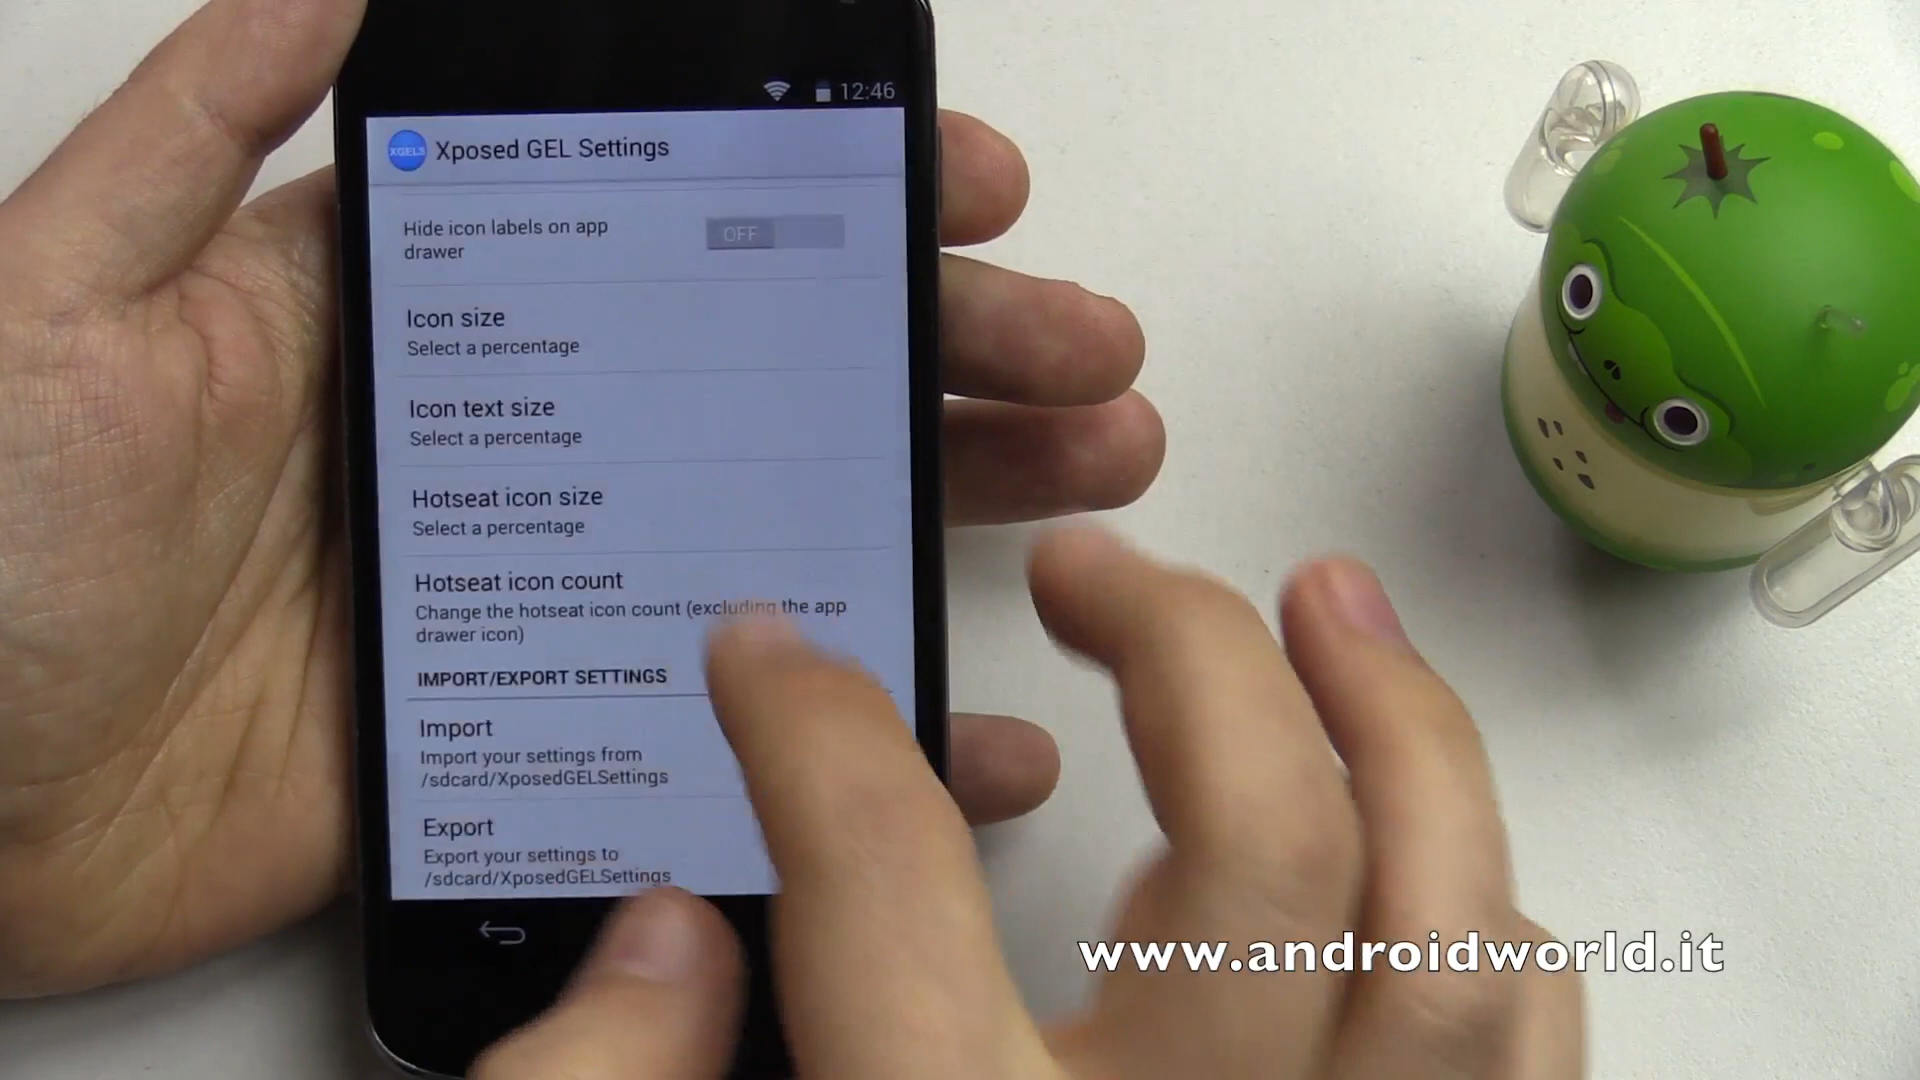 12:46
XGELS Xposed GEL Settings
Hide icon labels on app
drawer
OFF
Icon size
Select a percentage
Icon text size
Select a percentage
Hotseat icon size
Select a percentage
Hotseat icon count
Change the hotseat icon count (excluding the app
drawer icon)
IMPORT/EXPORT SETTINGS
Import
Import your settings from
/sdcard/XposedGELSettings
Export
Export your settings to
/sdcard/XposedGELSettings
www.androidworld.it